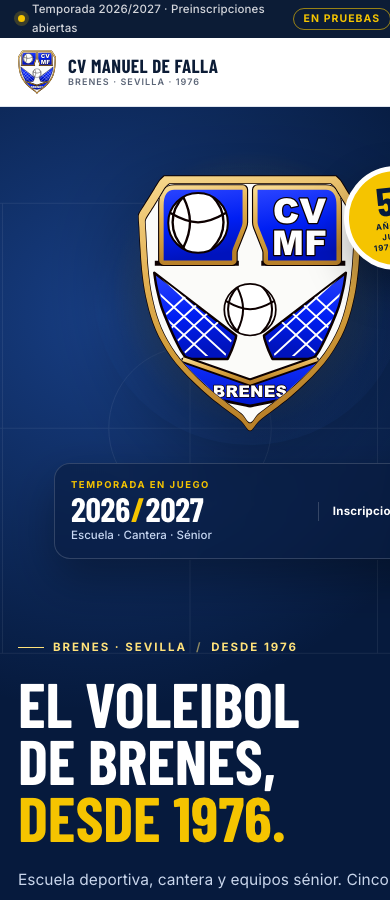 Temporada 2026/2027 · Preinscripciones
abiertas
EN PRUEBAS
CV MANUEL DE FALLA
BRENES · SEVILLA · 1976
CV
MF
BRENES
5
TEMPORADA EN JUEGO
2026/2027
Escuela · Cantera · Sénior
BRENES · SEVILLA / DESDE 1976
EL VOLEIBOL
DE BRENES,
DESDE 1976.
Escuela deportiva, cantera y equipos sénior. Cinco